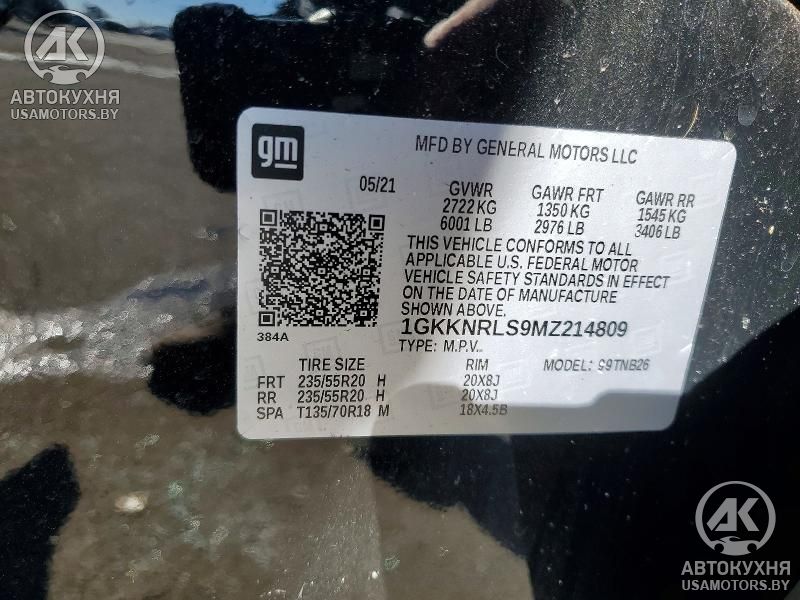 AK
АВТОКУХНЯ
USAMOTORS.BY
gm
MFD BY GENERAL MOTORS LLC
05/21 GVWR GAWR FRT GAWR RR
2722 KG 1350 KG 1545 KG
6001 LB 2976 LB 3406 LB
THIS VEHICLE CONFORMS TO ALL
APPLICABLE U.S. FEDERAL MOTOR
VEHICLE SAFETY STANDARDS IN EFFECT
ON THE DATE OF MANUFACTURE
SHOWN ABOVE.
384A
1GKKNRLS9MZ214809
TYPE: M.P.V. MODEL: S9TNB26
TIRE SIZE RIM
FRT 235/55R20 H 20X8J
RR 235/55R20 H 20X8J
SPA T135/70R18 M 18X4.5B
AK
АВТОКУХНЯ
USAMOTORS.BY